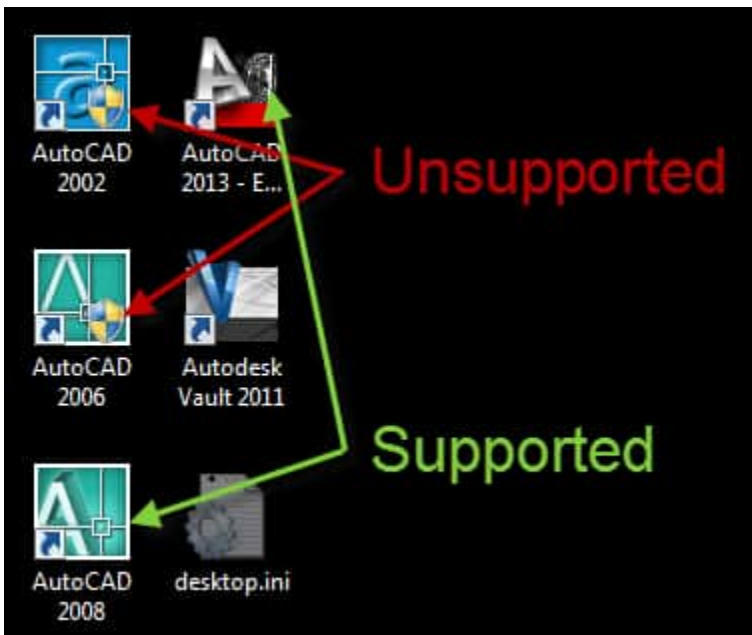 AutoCAD
2002
AutoCAD
2013 - E...
Unsupported
AutoCAD
2006
Autodesk
Vault 2011
Supported
AutoCAD
2008
desktop.ini